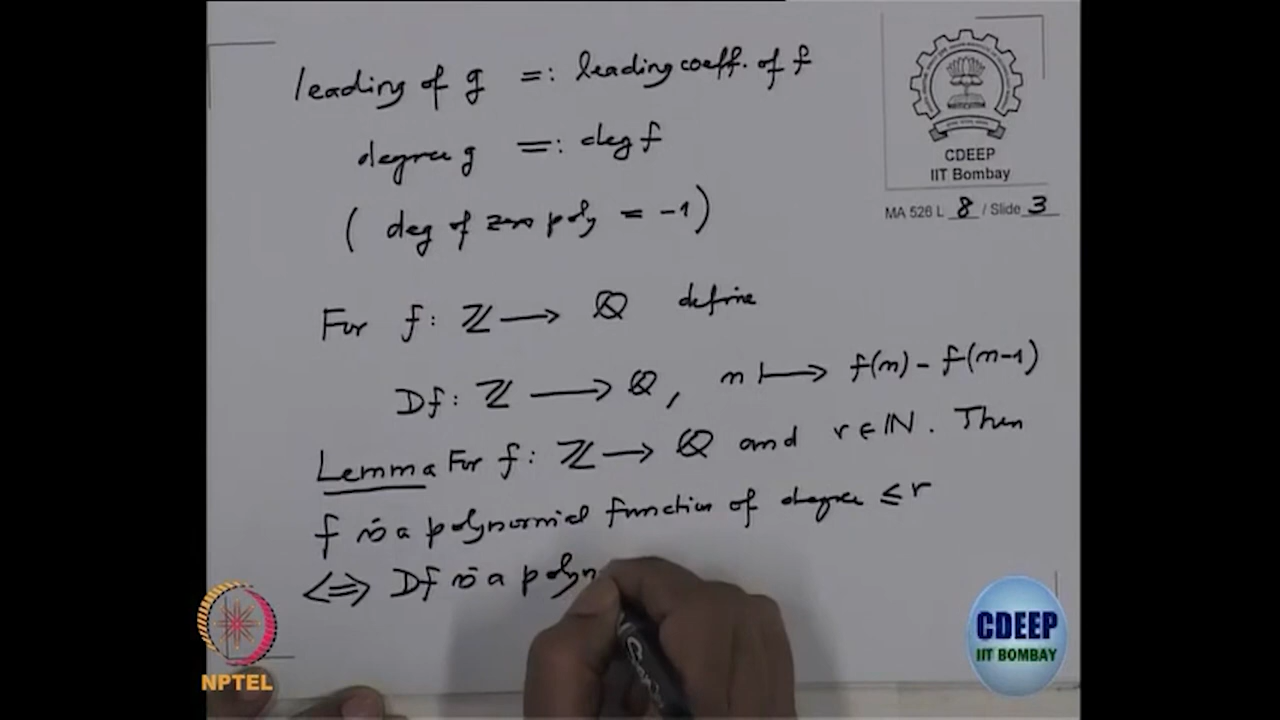 leading of g =: leading coeff. of f
degree g =: deg f
( deg of zero poly = -1 )
For f: ℤ ⟶ ℚ define
Df: ℤ ⟶ ℚ, n ⟼ f(n) - f(n-1)
Lemma For f: ℤ ⟶ ℚ and r ∈ ℕ. Then
f is a polynomial function of degree ≤ r
⟺ Df is a polyn
CDEEP
IIT Bombay
MA 526 L 8 / Slide 3
NPTEL
CDEEP
IIT BOMBAY